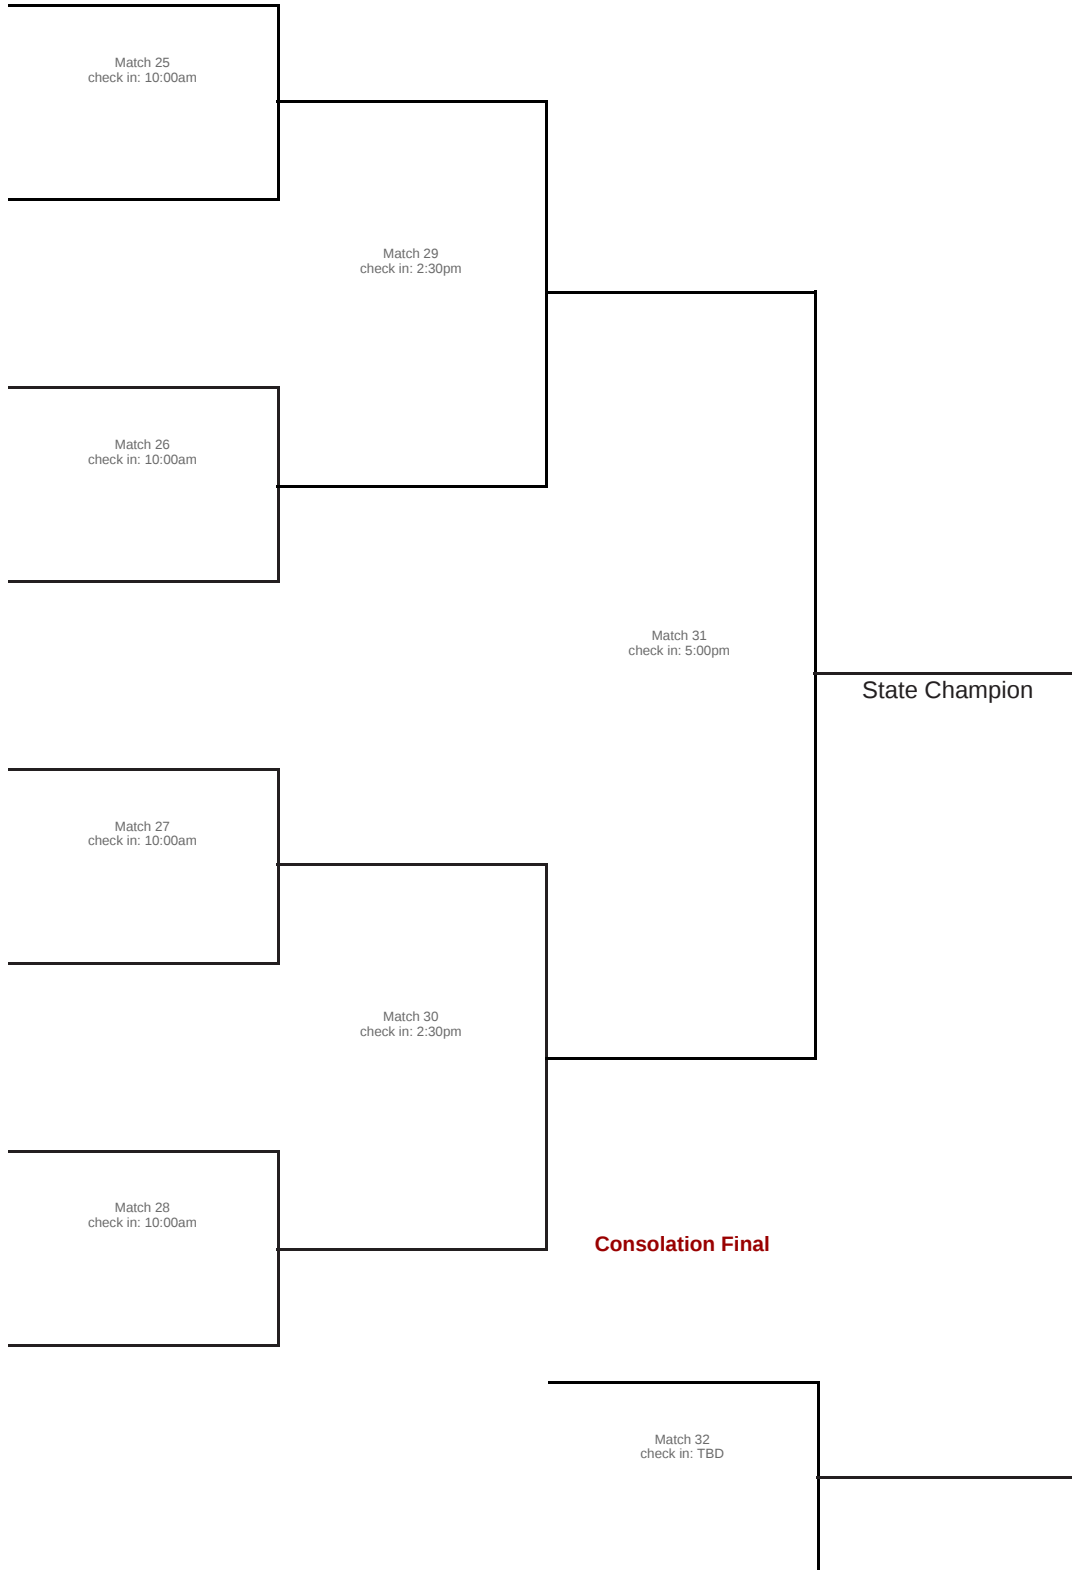 Match 25
check in: 10:00am
Match 29
check in: 2:30pm
Match 26
check in: 10:00am
Match 31
check in: 5:00pm
State Champion
Match 27
check in: 10:00am
Match 30
check in: 2:30pm
Match 28
check in: 10:00am
Consolation Final
Match 32
check in: TBD